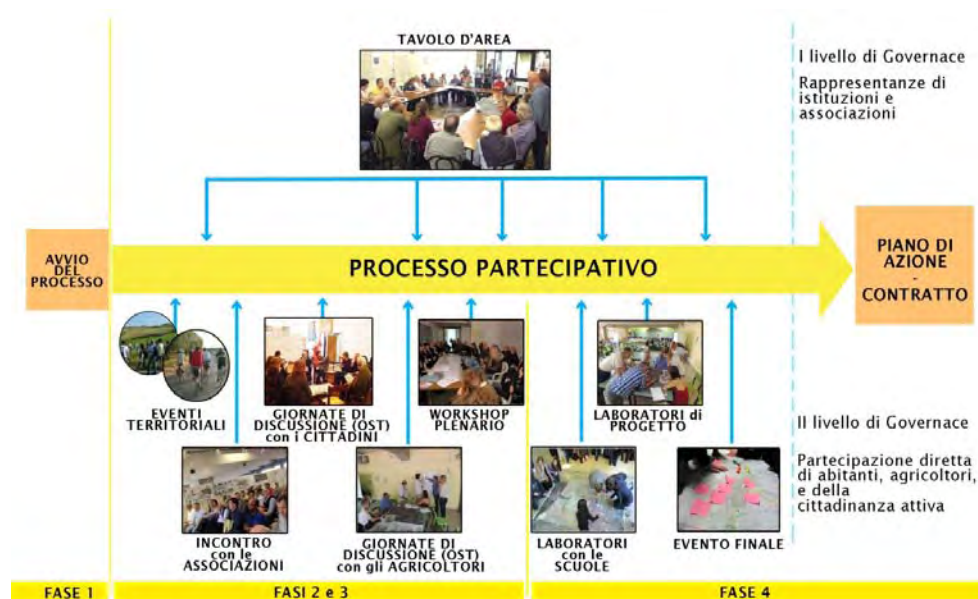 TAVOLO D'AREA
I livello di Governace
Rappresentanze di
istituzioni e
associazioni
AVVIO
DEL
PROCESSO
PROCESSO PARTECIPATIVO
PIANO DI
AZIONE
-
CONTRATTO
EVENTI
TERRITORIALI
GIORNATE DI
DISCUSSIONE (OST)
con i CITTADINI
WORKSHOP
PLENARIO
LABORATORI di
PROGETTO
II livello di Governace
Partecipazione diretta
di abitanti, agricoltori,
e della
cittadinanza attiva
INCONTRO
con le
ASSOCIAZIONI
GIORNATE DI
DISCUSSIONE (OST)
con gli AGRICOLTORI
LABORATORI
con le
SCUOLE
EVENTO FINALE
FASE 1
FASI 2 e 3
FASE 4